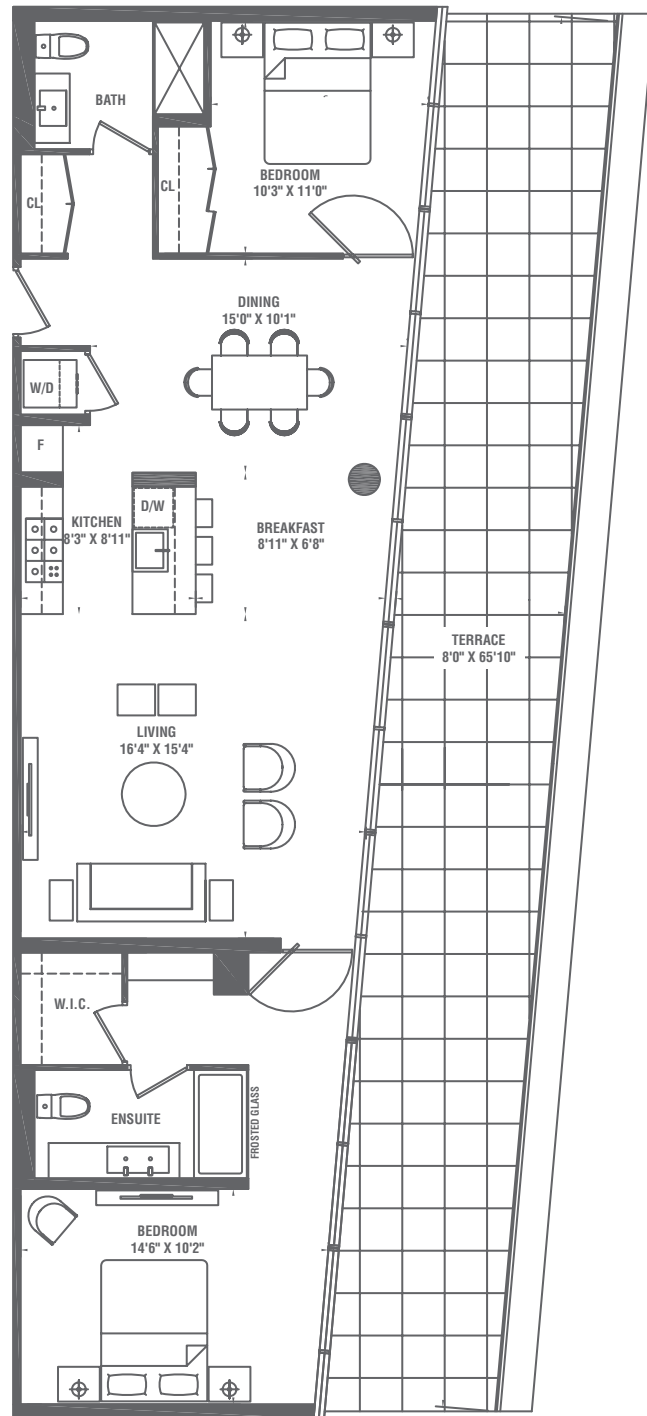 BATH
BEDROOM
10'3" X 11'0"
CL
CL
DINING
15'0" X 10'1"
W/D
F
D/W
KITCHEN
8'3" X 8'11"
BREAKFAST
8'11" X 6'8"
TERRACE
8'0" X 65'10"
LIVING
16'4" X 15'4"
W.I.C.
ENSUITE
FROSTED GLASS
BEDROOM
14'6" X 10'2"